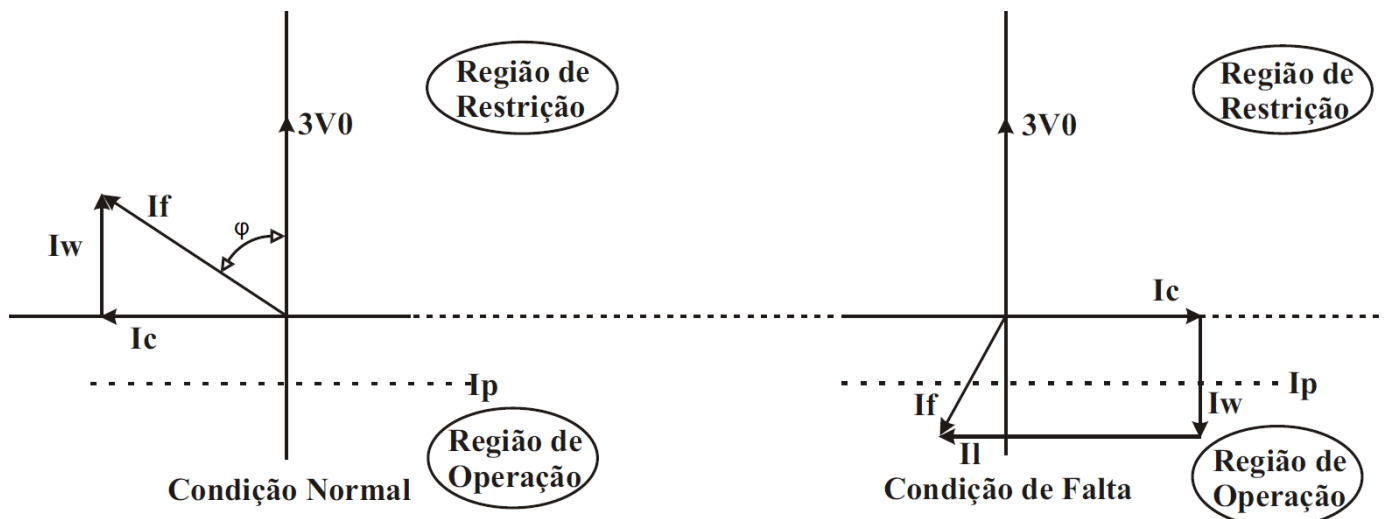 Região de
Restrição
3V0
If
φ
Iw
Ic
Ip
Região de
Operação
Condição Normal
Região de
Restrição
3V0
Ic
Ip
If
Iw
Il
Região de
Operação
Condição de Falta